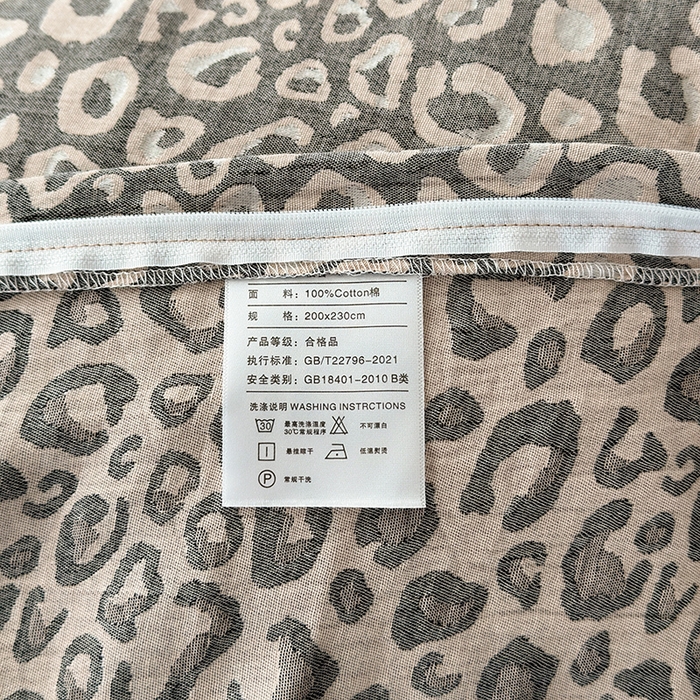 面 料：100%Cotton棉
规 格：200x230cm
产品等级：合格品
执行标准：GB/T22796-2021
安全类别：GB18401-2010 B类
洗涤说明 WASHING INSTRCTIONS
30 最高洗涤温度 30℃常规程序 不可漂白
悬挂晾干 低温熨烫
P 常规干洗